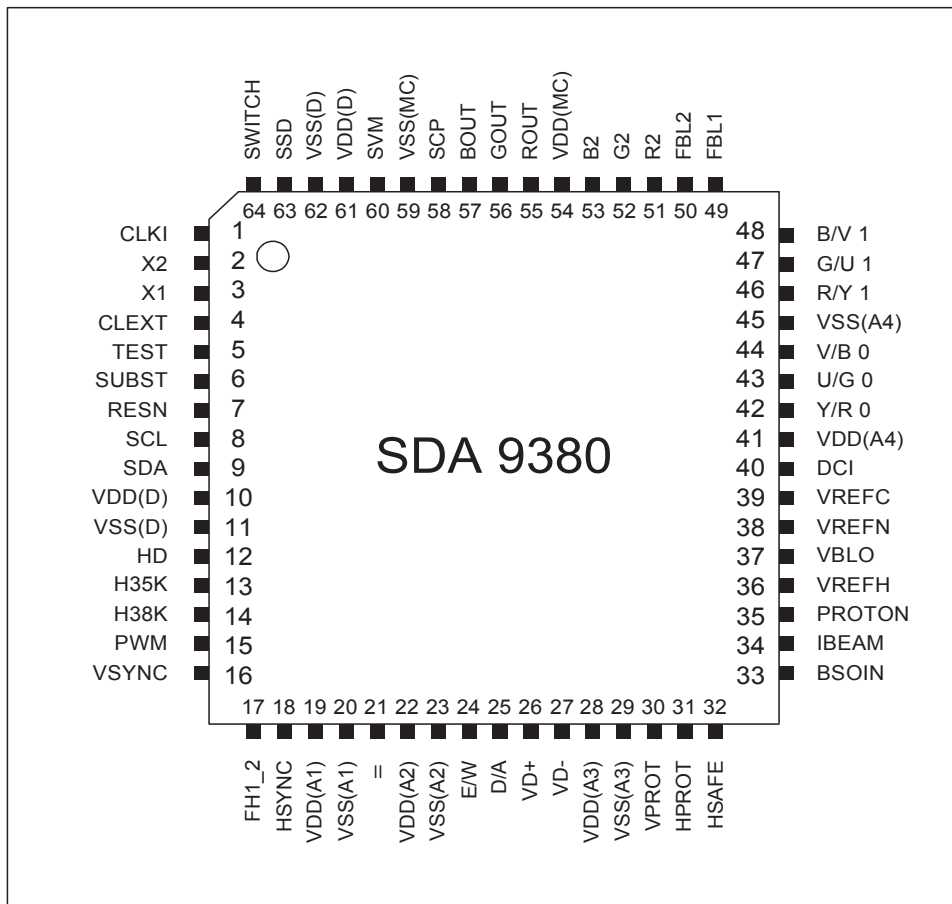 SWITCH
SSD
VSS(D)
VDD(D)
SVM
VSS(MC)
SCP
BOUT
GOUT
ROUT
VDD(MC)
B2
G2
R2
FBL2
FBL1
64 63 62 61 60 59 58 57 56 55 54 53 52 51 50 49
CLKI 1
X2 2
X1 3
CLEXT 4
TEST 5
SUBST 6
RESN 7
SCL 8
SDA 9
VDD(D) 10
VSS(D) 11
HD 12
H35K 13
H38K 14
PWM 15
VSYNC 16
SDA 9380
48 B/V 1
47 G/U 1
46 R/Y 1
45 VSS(A4)
44 V/B 0
43 U/G 0
42 Y/R 0
41 VDD(A4)
40 DCI
39 VREFC
38 VREFN
37 VBLO
36 VREFH
35 PROTON
34 IBEAM
33 BSOIN
17 18 19 20 21 22 23 24 25 26 27 28 29 30 31 32
FH1_2
HSYNC
VDD(A1)
VSS(A1)
=
VDD(A2)
VSS(A2)
E/W
D/A
VD+
VD-
VDD(A3)
VSS(A3)
VPROT
HPROT
HSAFE